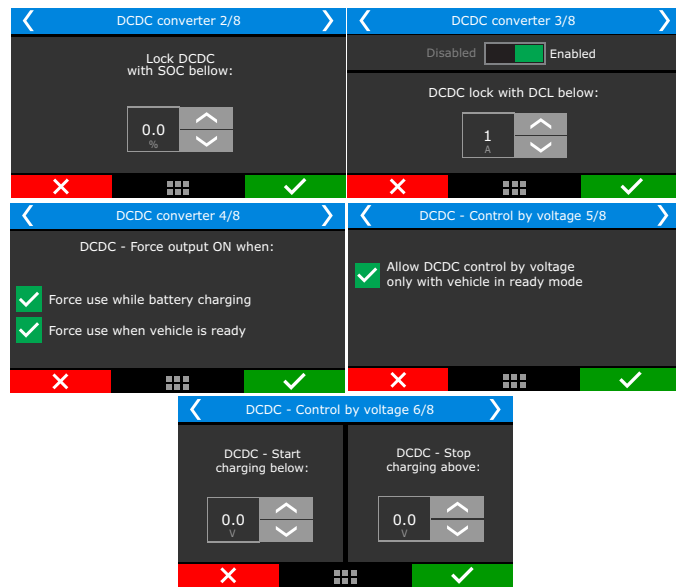 DCDC converter 2/8
Lock DCDC
with SOC bellow:
0.0
%
DCDC converter 3/8
Disabled
Enabled
DCDC lock with DCL below:
1
A
DCDC converter 4/8
DCDC - Force output ON when:
Force use while battery charging
Force use when vehicle is ready
DCDC - Control by voltage 5/8
Allow DCDC control by voltage
only with vehicle in ready mode
DCDC - Control by voltage 6/8
DCDC - Start
charging below:
0.0
V
DCDC - Stop
charging above:
0.0
V